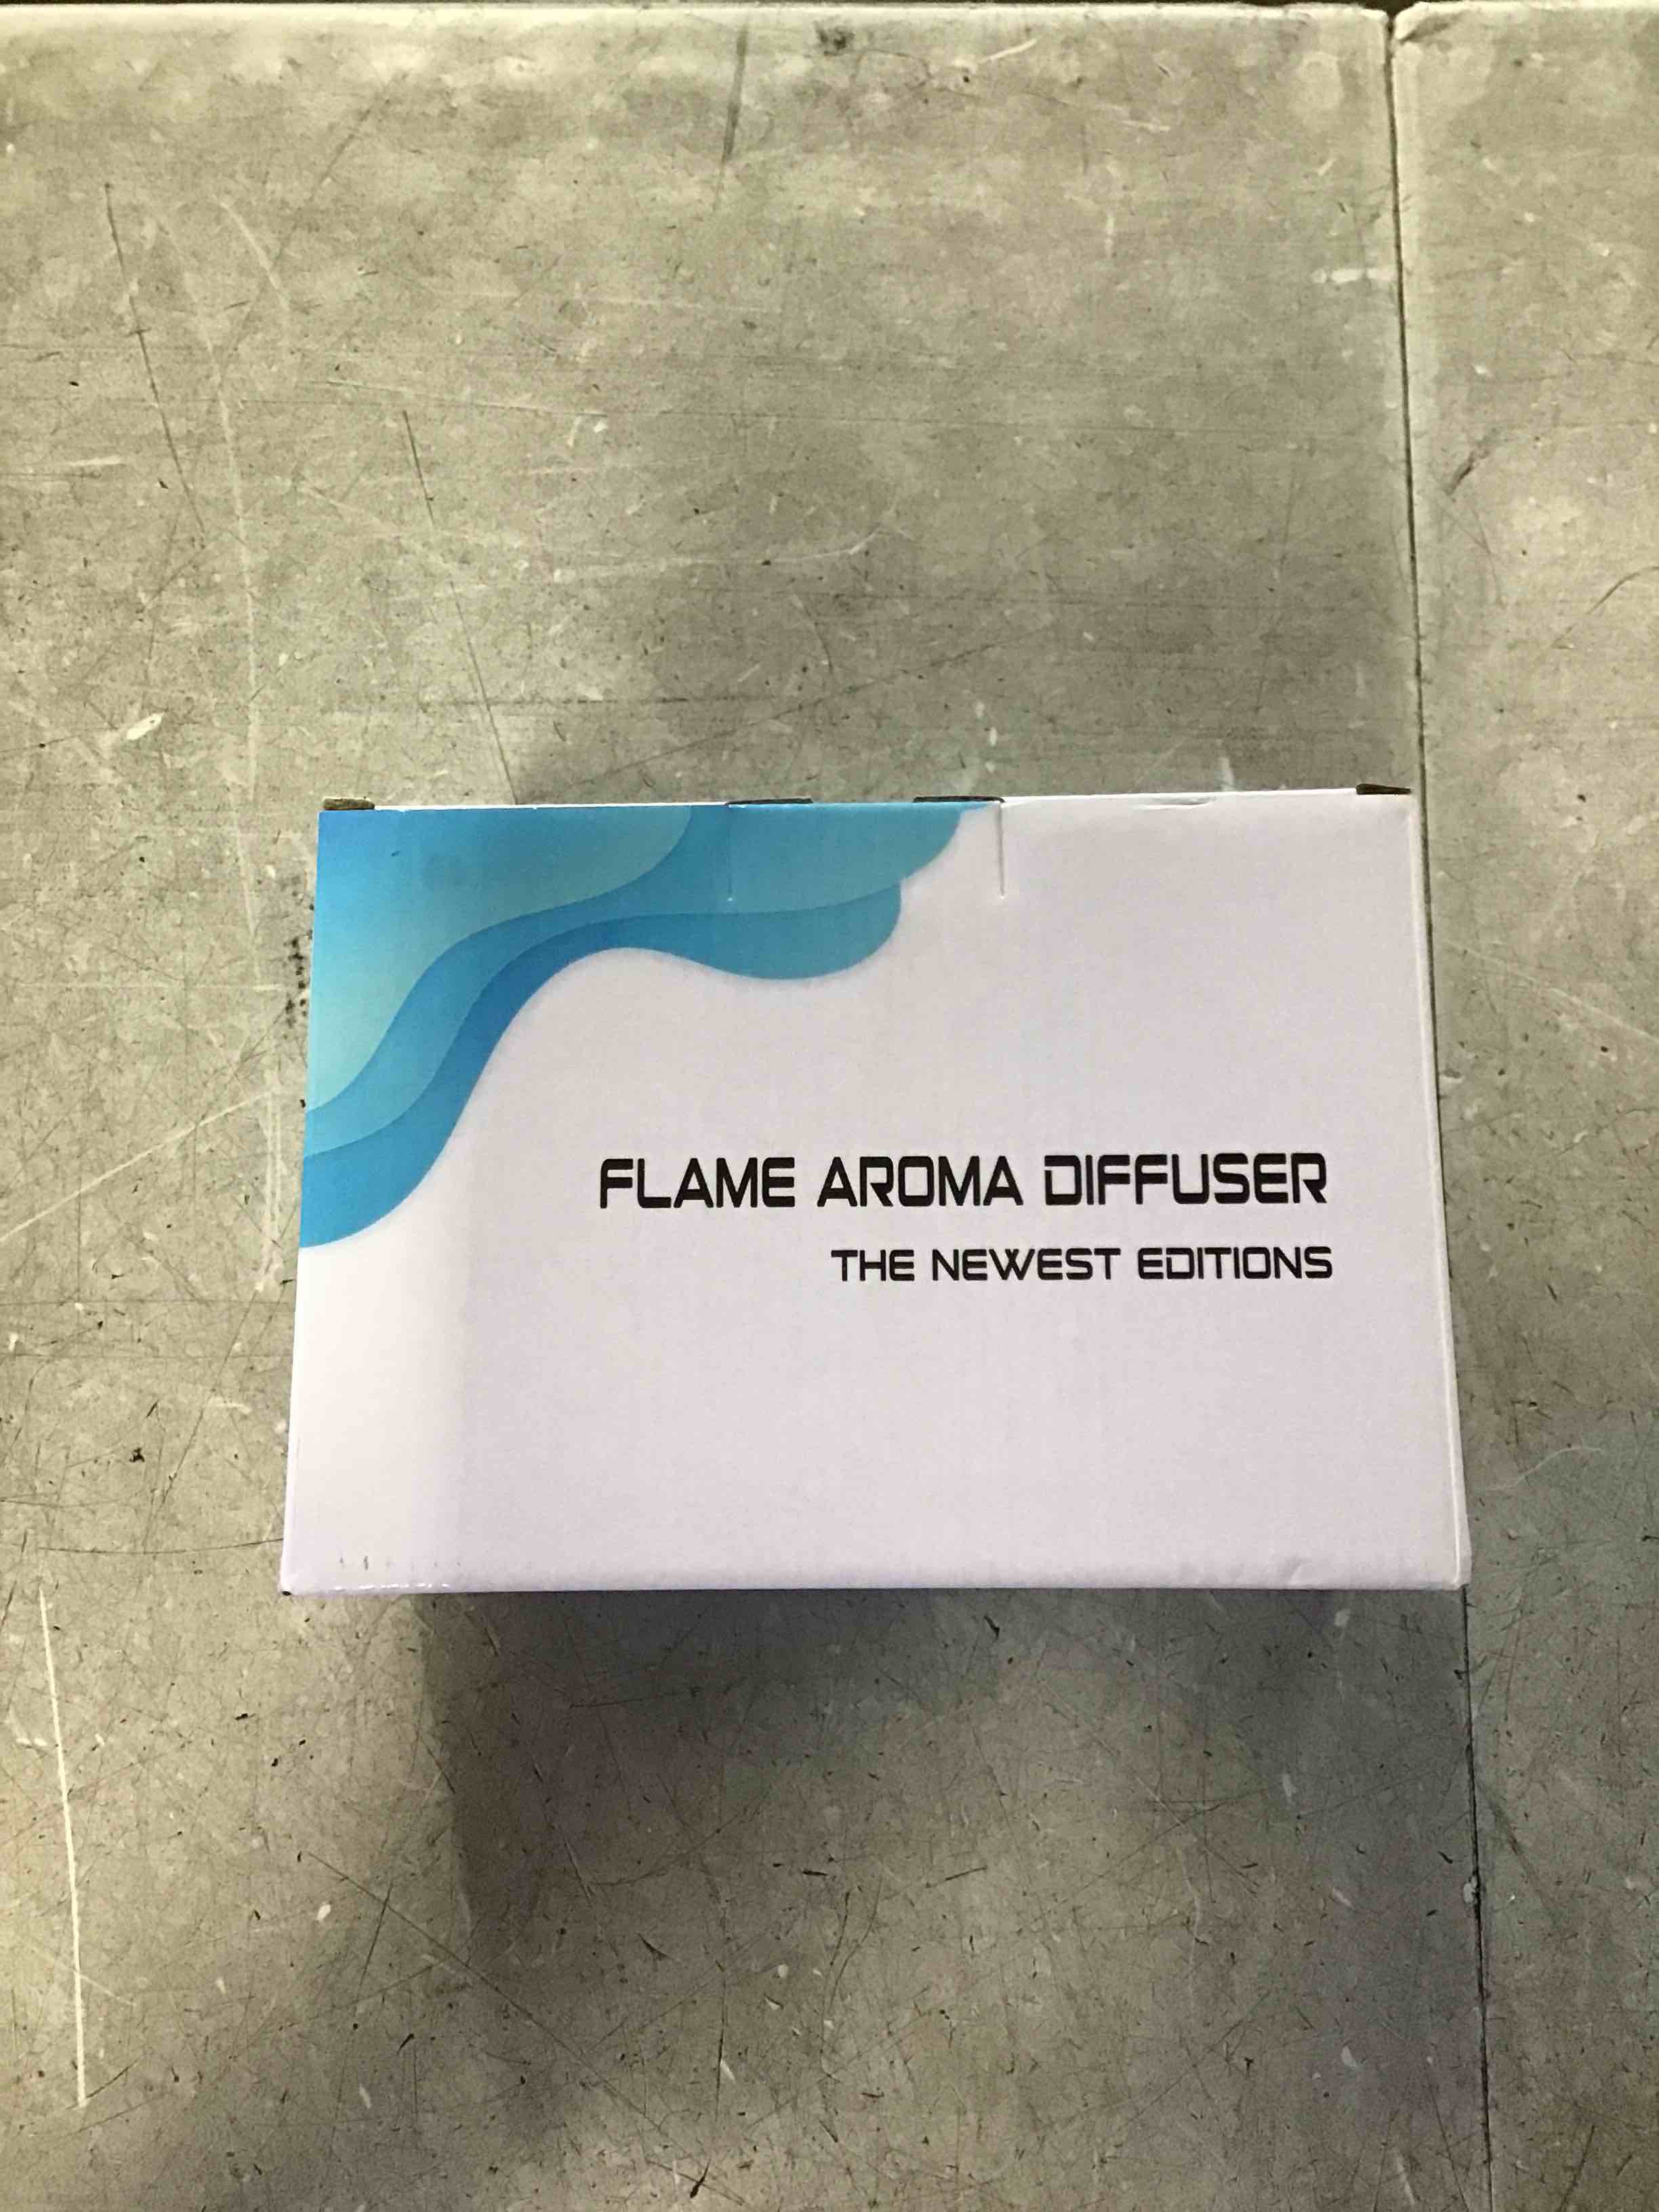 FLAME AROMA DIFFUSER
THE NEWEST EDITIONS